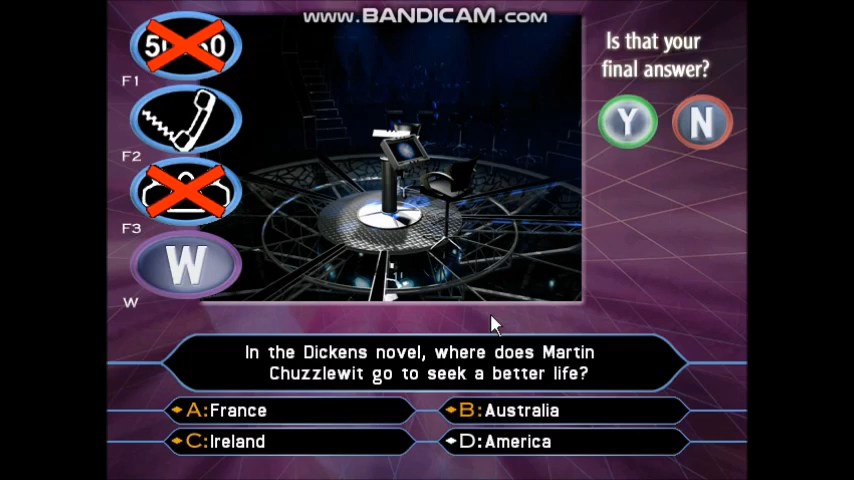 www.BANDICAM.com
Is that your
final answer?
Y N
F1
F2
F3
W
W
In the Dickens novel, where does Martin
Chuzzlewit go to seek a better life?
A:France
B:Australia
C:Ireland
D:America